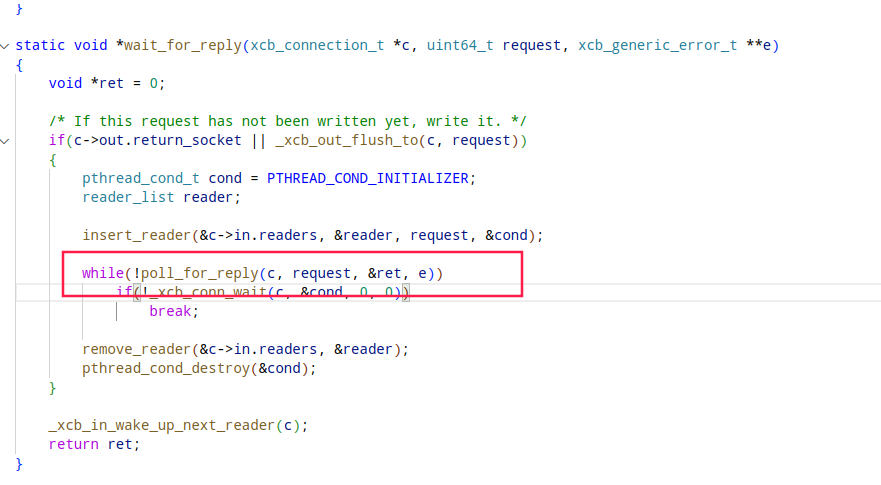 }
static void *wait_for_reply(xcb_connection_t *c, uint64_t request, xcb_generic_error_t **e)
{
    void *ret = 0;

    /* If this request has not been written yet, write it. */
    if(c->out.return_socket || _xcb_out_flush_to(c, request))
    {
        pthread_cond_t cond = PTHREAD_COND_INITIALIZER;
        reader_list reader;

        insert_reader(&c->in.readers, &reader, request, &cond);

        while(!poll_for_reply(c, request, &ret, e))
            if(!_xcb_conn_wait(c, &cond, 0, 0))
                break;

        remove_reader(&c->in.readers, &reader);
        pthread_cond_destroy(&cond);
    }

    _xcb_in_wake_up_next_reader(c);
    return ret;
}